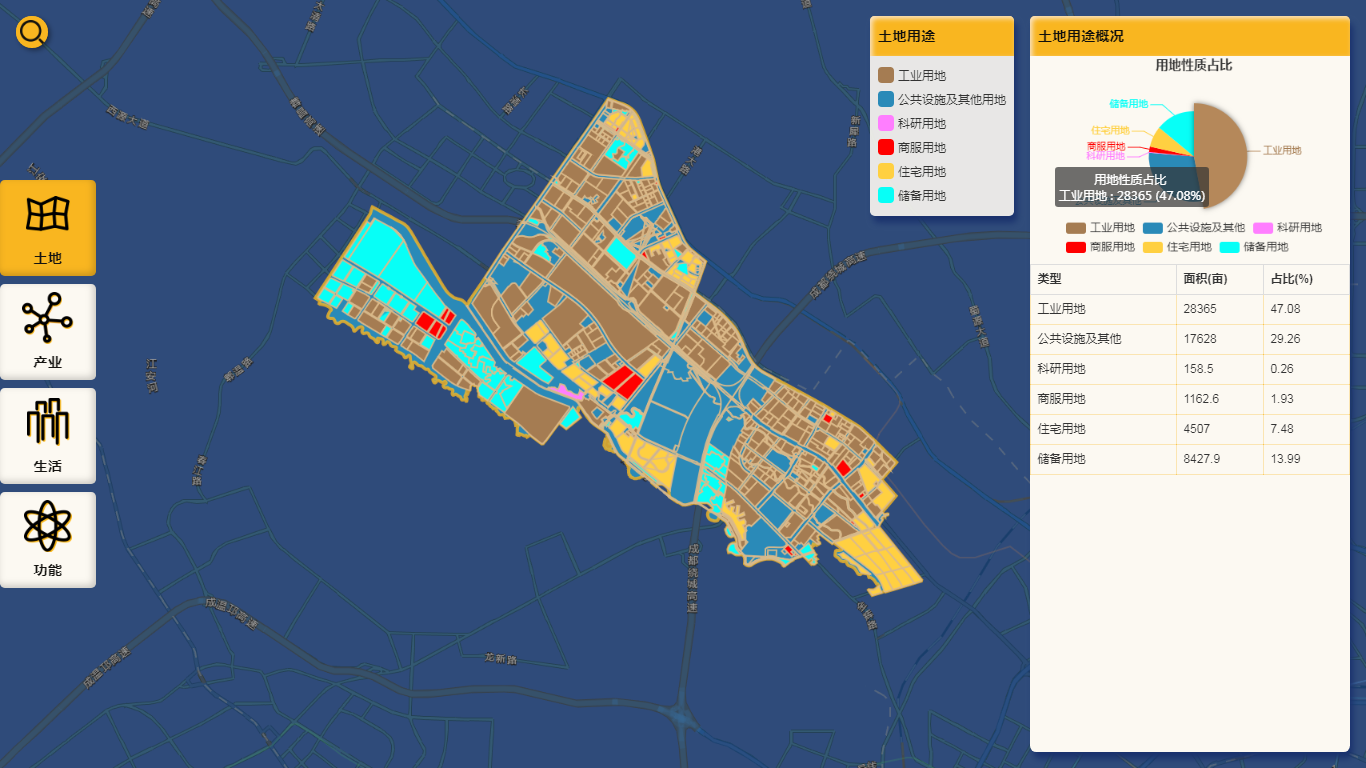 土地
产业
生活
功能
西源大道
江安河
成温邛高速
成温邛高速
龙新路
成都绕城高速
成都绕城高速
土地用途
工业用地
公共设施及其他用地
科研用地
商服用地
住宅用地
储备用地
土地用途概况
用地性质占比
储备用地
住宅用地
商服用地
科研用地
工业用地
用地性质占比
工业用地 : 28365 (47.08%)
工业用地 公共设施及其他 科研用地
商服用地 住宅用地 储备用地
类型 面积(亩) 占比(%)
工业用地 28365 47.08
公共设施及其他 17628 29.26
科研用地 158.5 0.26
商服用地 1162.6 1.93
住宅用地 4507 7.48
储备用地 8427.9 13.99